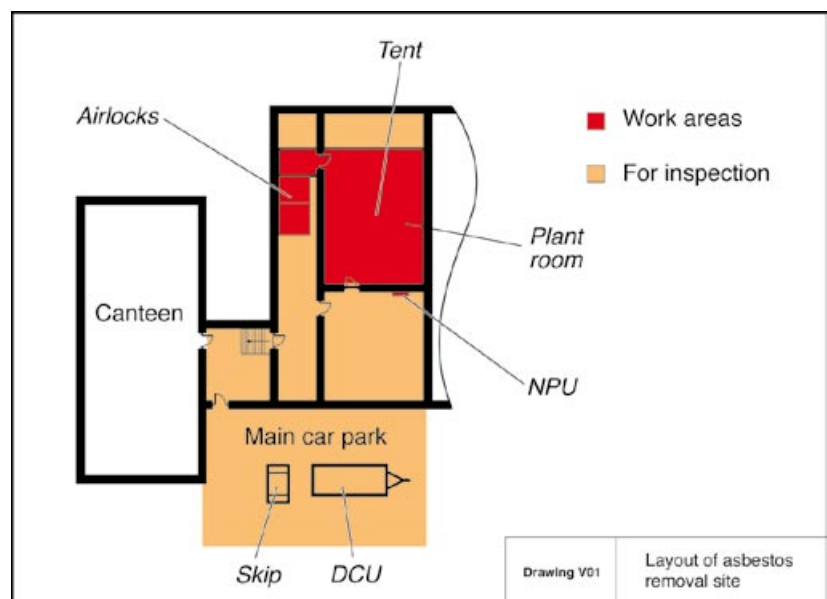 Tent
Airlocks
Work areas
For inspection
Plant
room
Canteen
NPU
Main car park
Skip
DCU
Drawing V01
Layout of asbestos
removal site